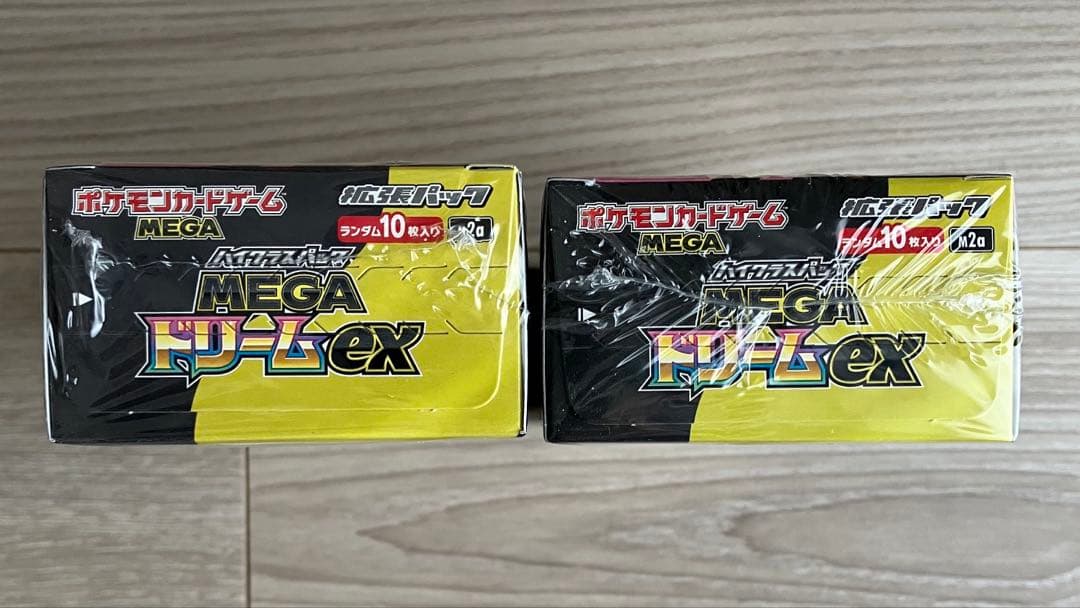 ポケモンカードゲーム
MEGA
拡張パック
ランダム10枚入り
M2a
ハイクラスパック
MEGA
ドリームex
ポケモンカードゲーム
MEGA
拡張パック
ランダム10枚入り
M2a
ハイクラスパック
MEGA
ドリームex